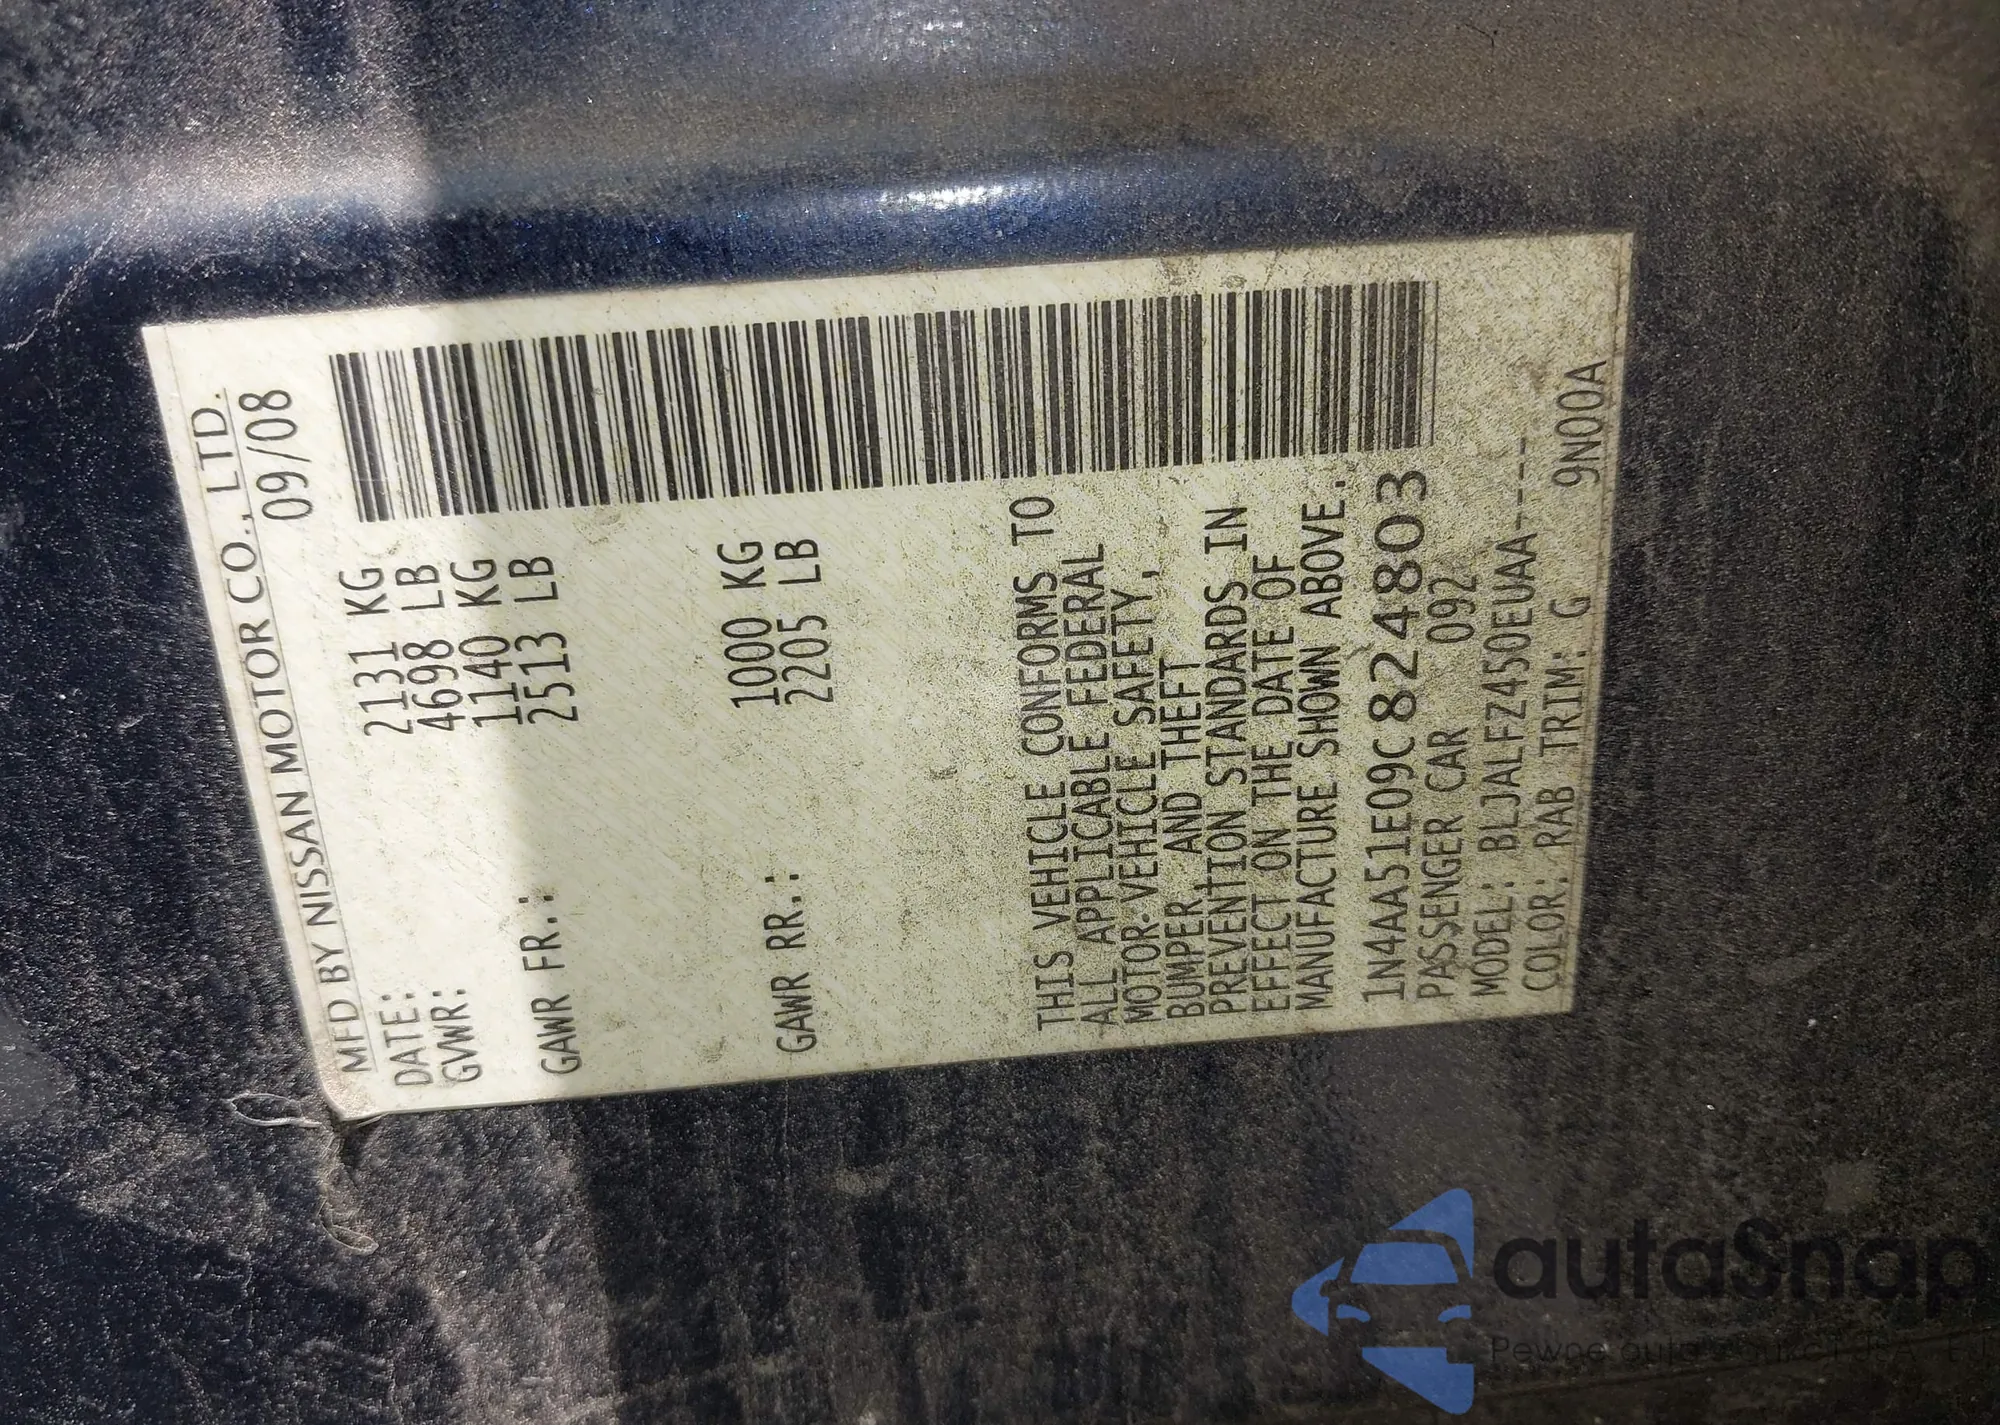 MFD BY NISSAN MOTOR CO., LTD.
DATE: 09/08
GVWR: 2131 KG
4698 LB
GAWR FR.: 1140 KG
2513 LB
GAWR RR.: 1000 KG
2205 LB
THIS VEHICLE CONFORMS TO
ALL APPLICABLE FEDERAL
MOTOR-VEHICLE SAFETY,
BUMPER, AND THEFT
PREVENTION STANDARDS IN
EFFECT ON THE DATE OF
MANUFACTURE SHOWN ABOVE.
1N4AA51E09C824803
PASSENGER CAR 092
MODEL: BLJALFZ450EUAA-----
COLOR: RAB TRIM: G 9N00A
autaSnap
Pewne auta